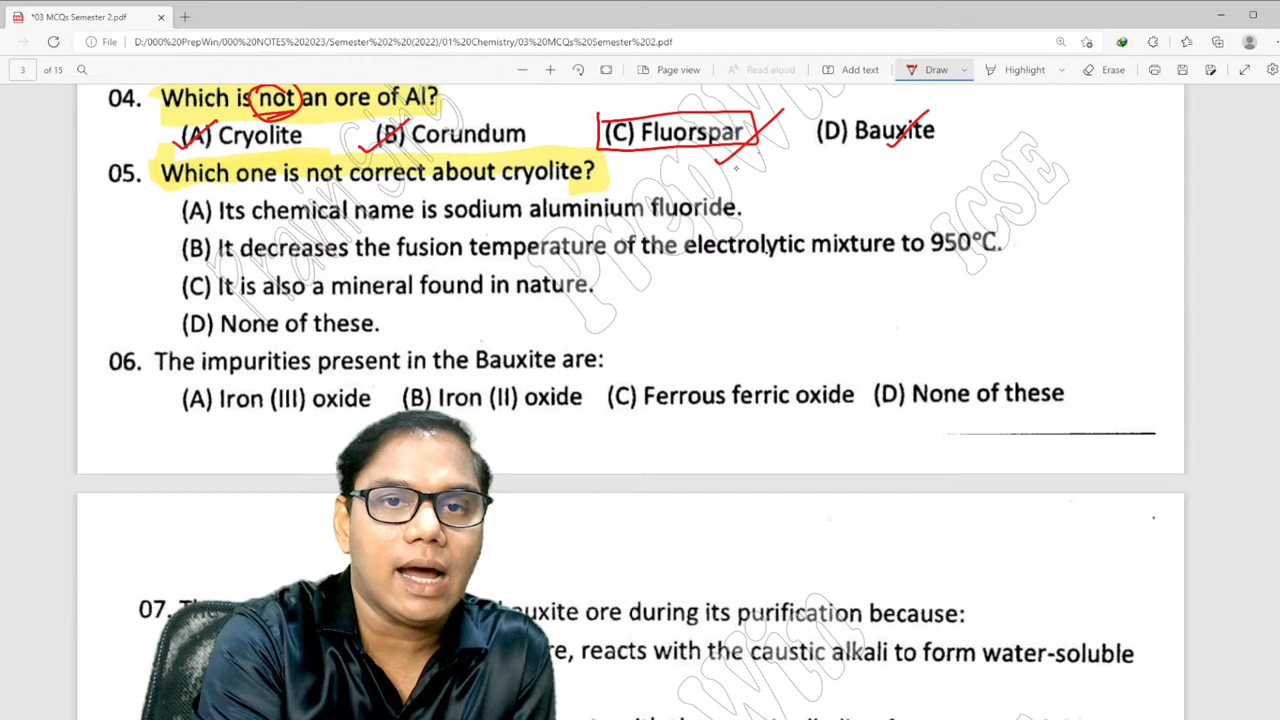 *03 MCQs Semester 2.pdf
File D:/000%20PrepWin/000%20NOTES%202023/Semester%202%20(2022)/01%20Chemistry/03%20MCQs%20Semester%202.pdf
3 of 15 Page view Read aloud Add text Draw Highlight Erase
04. Which is not an ore of Al?
(A) Cryolite (B) Corundum (C) Fluorspar (D) Bauxite
05. Which one is not correct about cryolite?
(A) Its chemical name is sodium aluminium fluoride.
(B) It decreases the fusion temperature of the electrolytic mixture to 950°C.
(C) It is also a mineral found in nature.
(D) None of these.
06. The impurities present in the Bauxite are:
(A) Iron (III) oxide (B) Iron (II) oxide (C) Ferrous ferric oxide (D) None of these
07. auxite ore during its purification because:
re, reacts with the caustic alkali to form water-soluble
Pravin Sir
PrepWin
ICSE